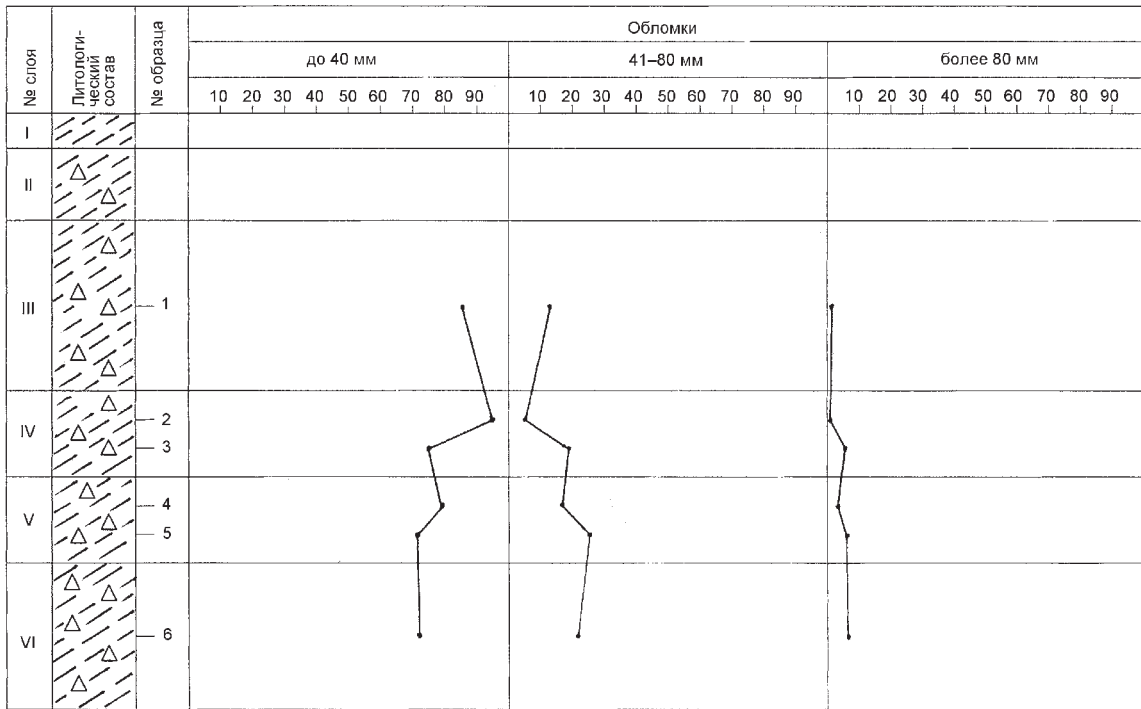 № слоя
Литологи-
ческий
состав
№ образца
Обломки
до 40 мм
41–80 мм
более 80 мм
10 20 30 40 50 60 70 80 90
10 20 30 40 50 60 70 80 90
10 20 30 40 50 60 70 80 90
I
II
III
1
IV
2
3
V
4
5
VI
6